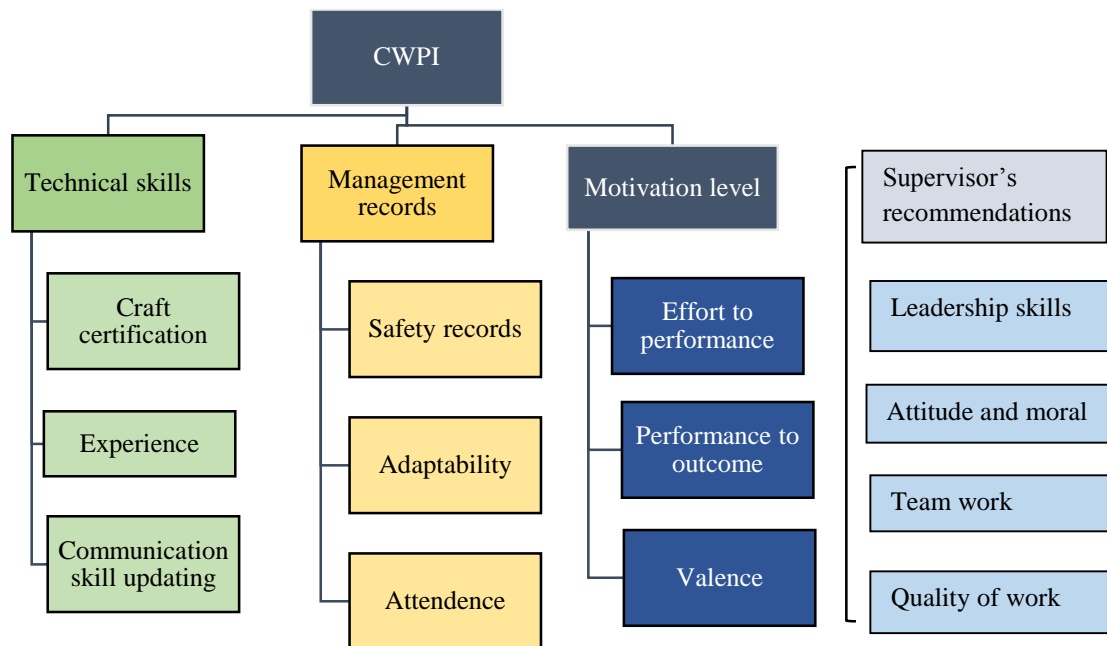 CWPI
Technical skills
Craft
certification
Experience
Communication
skill updating
Management
records
Safety records
Adaptability
Attendence
Motivation level
Effort to
performance
Performance to
outcome
Valence
Supervisor’s
recommendations
Leadership skills
Attitude and moral
Team work
Quality of work